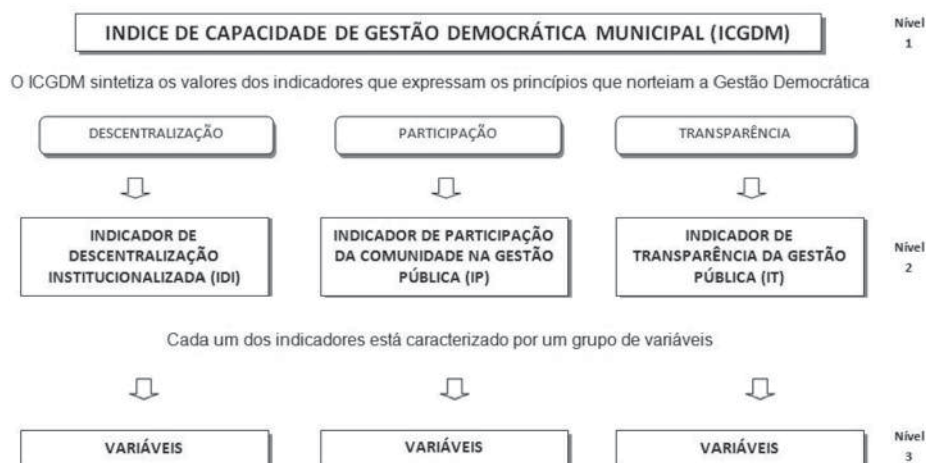 INDICE DE CAPACIDADE DE GESTÃO DEMOCRÁTICA MUNICIPAL (ICGDM)
Nível
1
O ICGDM sintetiza os valores dos indicadores que expressam os princípios que norteiam a Gestão Democrática
DESCENTRALIZAÇÃO
PARTICIPAÇÃO
TRANSPARÊNCIA
INDICADOR DE
DESCENTRALIZAÇÃO
INSTITUCIONALIZADA (IDI)
INDICADOR DE PARTICIPAÇÃO
DA COMUNIDADE NA GESTÃO
PÚBLICA (IP)
INDICADOR DE
TRANSPARÊNCIA DA GESTÃO
PÚBLICA (IT)
Nível
2
Cada um dos indicadores está caracterizado por um grupo de variáveis
VARIÁVEIS
VARIÁVEIS
VARIÁVEIS
Nível
3